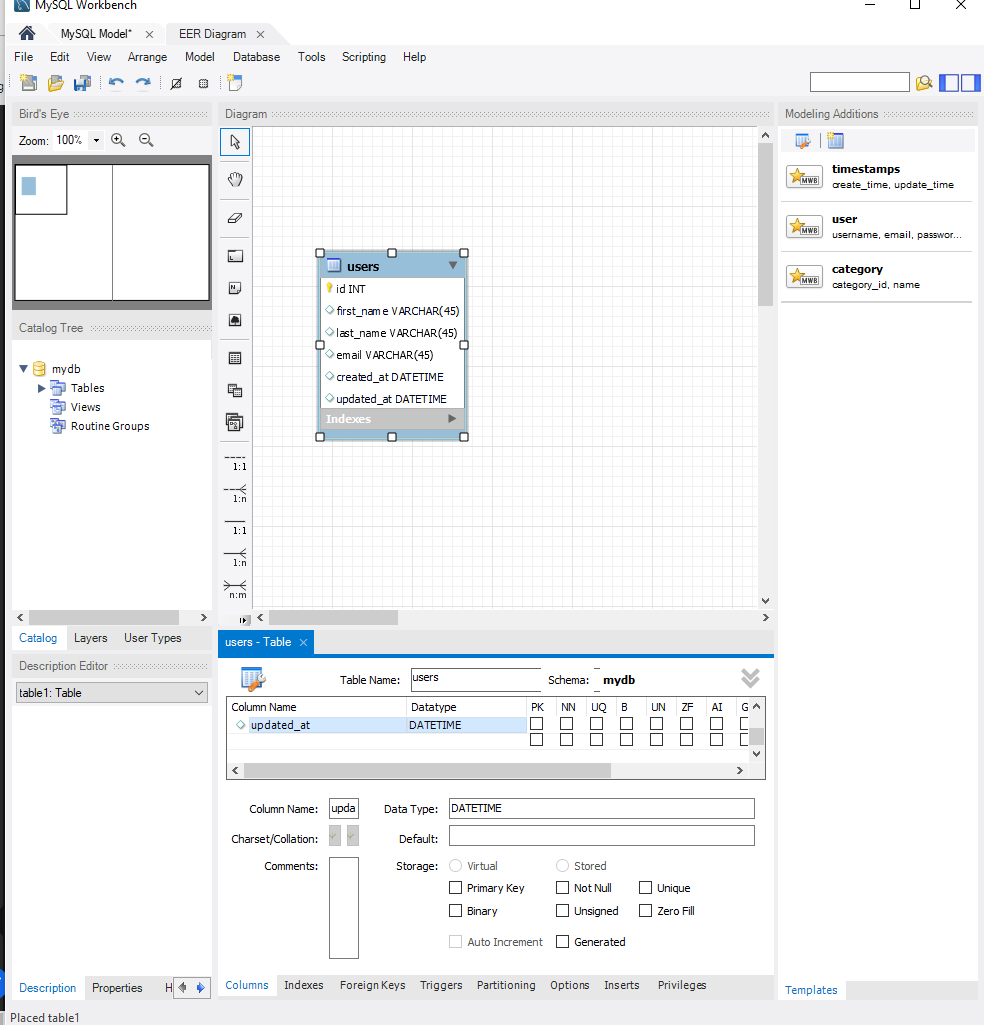 MySQL Workbench
MySQL Model* EER Diagram
File Edit View Arrange Model Database Tools Scripting Help
Bird's Eye
Zoom: 100%
Catalog Tree
mydb
Tables
Views
Routine Groups
Catalog Layers User Types
Description Editor
table1: Table
Description Properties H
Diagram
1:1
1:n
1:1
1:n
n:m
users
id INT
first_name VARCHAR(45)
last_name VARCHAR(45)
email VARCHAR(45)
created_at DATETIME
updated_at DATETIME
Indexes
users - Table
Table Name: users Schema: mydb
Column Name Datatype PK NN UQ B UN ZF AI G
updated_at DATETIME
Column Name: upda Data Type: DATETIME
Charset/Collation: Default:
Comments: Storage: Virtual Stored
Primary Key Not Null Unique
Binary Unsigned Zero Fill
Auto Increment Generated
Columns Indexes Foreign Keys Triggers Partitioning Options Inserts Privileges
Modeling Additions
MWB
timestamps
create_time, update_time
MWB
user
username, email, passwor...
MWB
category
category_id, name
Templates
Placed table1